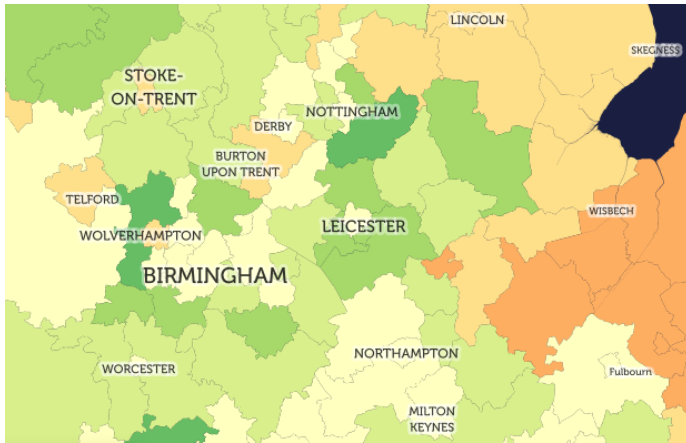 LINCOLN
SKEGNESS
STOKE-
ON-TRENT
NOTTINGHAM
DERBY
BURTON
UPON TRENT
TELFORD
WISBECH
LEICESTER
WOLVERHAMPTON
BIRMINGHAM
NORTHAMPTON
WORCESTER
Fulbourn
MILTON
KEYNES